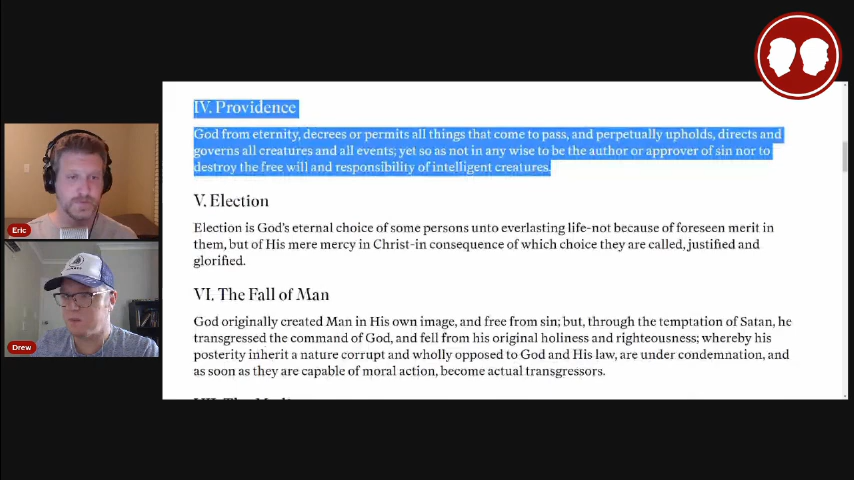 IV. Providence
God from eternity, decrees or permits all things that come to pass, and perpetually upholds, directs and
governs all creatures and all events; yet so as not in any wise to be the author or approver of sin nor to
destroy the free will and responsibility of intelligent creatures.
V. Election
Election is God's eternal choice of some persons unto everlasting life-not because of foreseen merit in
them, but of His mere mercy in Christ-in consequence of which choice they are called, justified and
glorified.
VI. The Fall of Man
God originally created Man in His own image, and free from sin; but, through the temptation of Satan, he
transgressed the command of God, and fell from his original holiness and righteousness; whereby his
posterity inherit a nature corrupt and wholly opposed to God and His law, are under condemnation, and
as soon as they are capable of moral action, become actual transgressors.
Eric
Drew